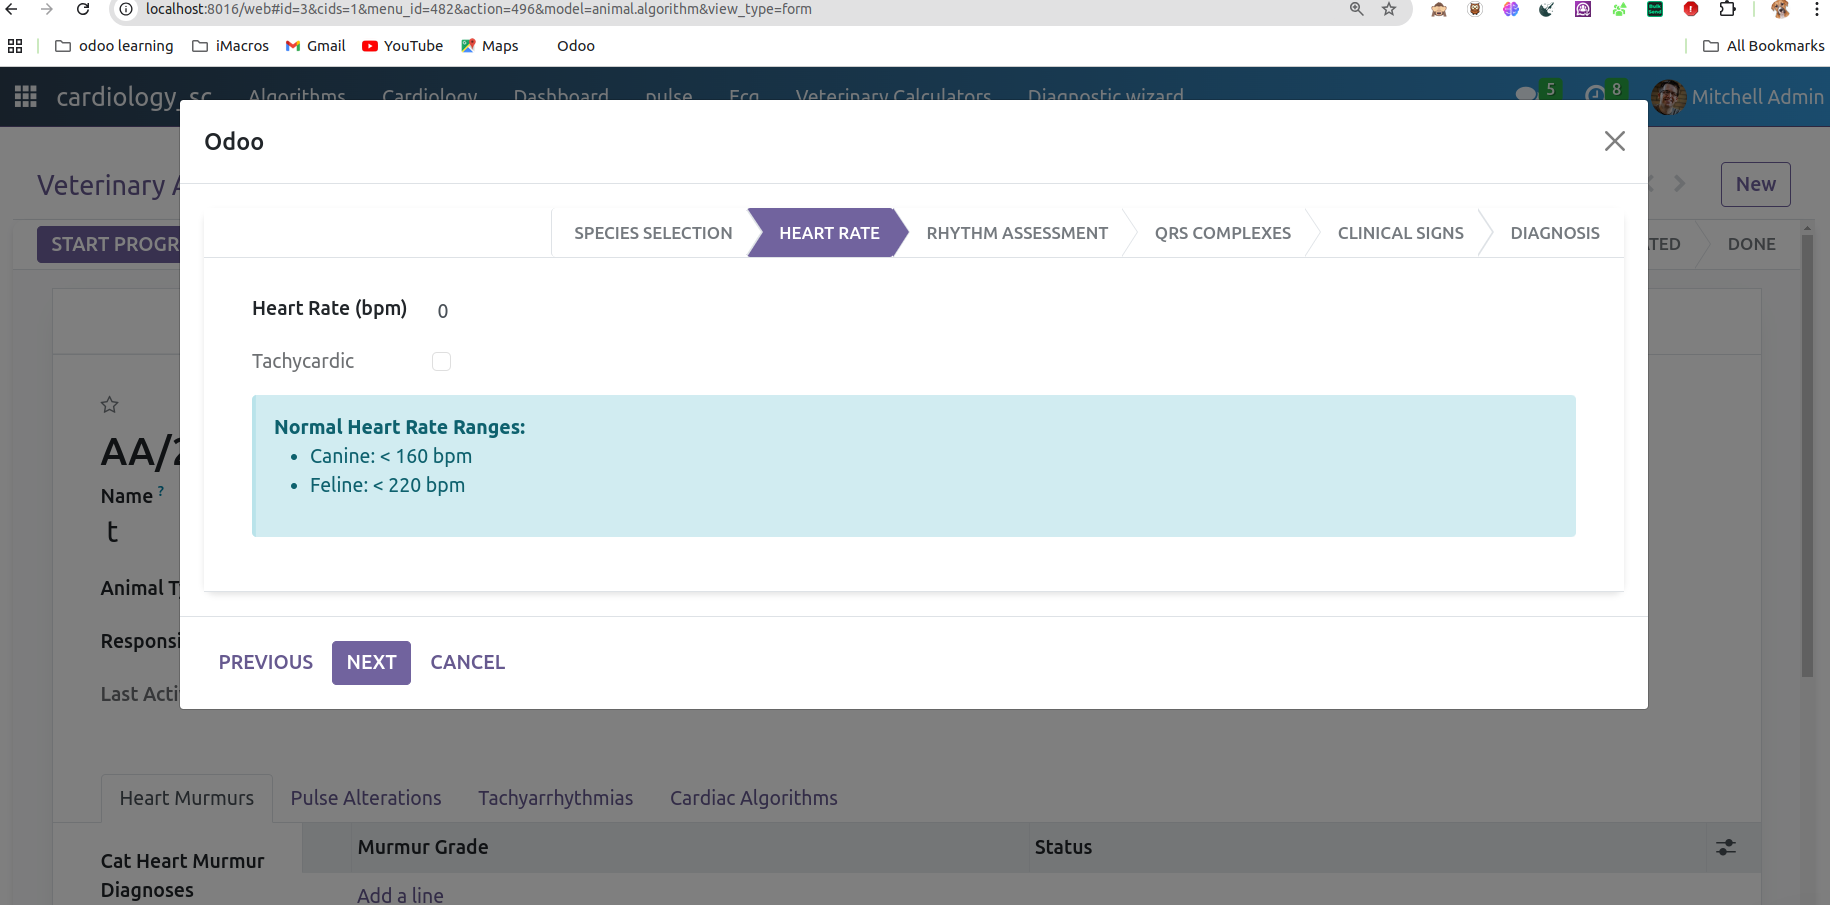 localhost:8016/web#id=3&cids=1&menu_id=482&action=496&model=animal.algorithm&view_type=form
odoo learning iMacros Gmail YouTube Maps Odoo All Bookmarks
cardiology_sc Algorithms Cardiology Dashboard pulse Ecg Veterinary Calculators Diagnostic wizard 5 8 Mitchell Admin
Odoo
Veterinary New
START PROGR DONE
SPECIES SELECTION HEART RATE RHYTHM ASSESSMENT QRS COMPLEXES CLINICAL SIGNS DIAGNOSIS
Heart Rate (bpm) 0
Tachycardic
Normal Heart Rate Ranges:
• Canine: < 160 bpm
• Feline: < 220 bpm
AA/2
Name ?
t
Animal T
Responsi
Last Acti
PREVIOUS NEXT CANCEL
Heart Murmurs Pulse Alterations Tachyarrhythmias Cardiac Algorithms
Murmur Grade Status
Cat Heart Murmur
Diagnoses
Add a line